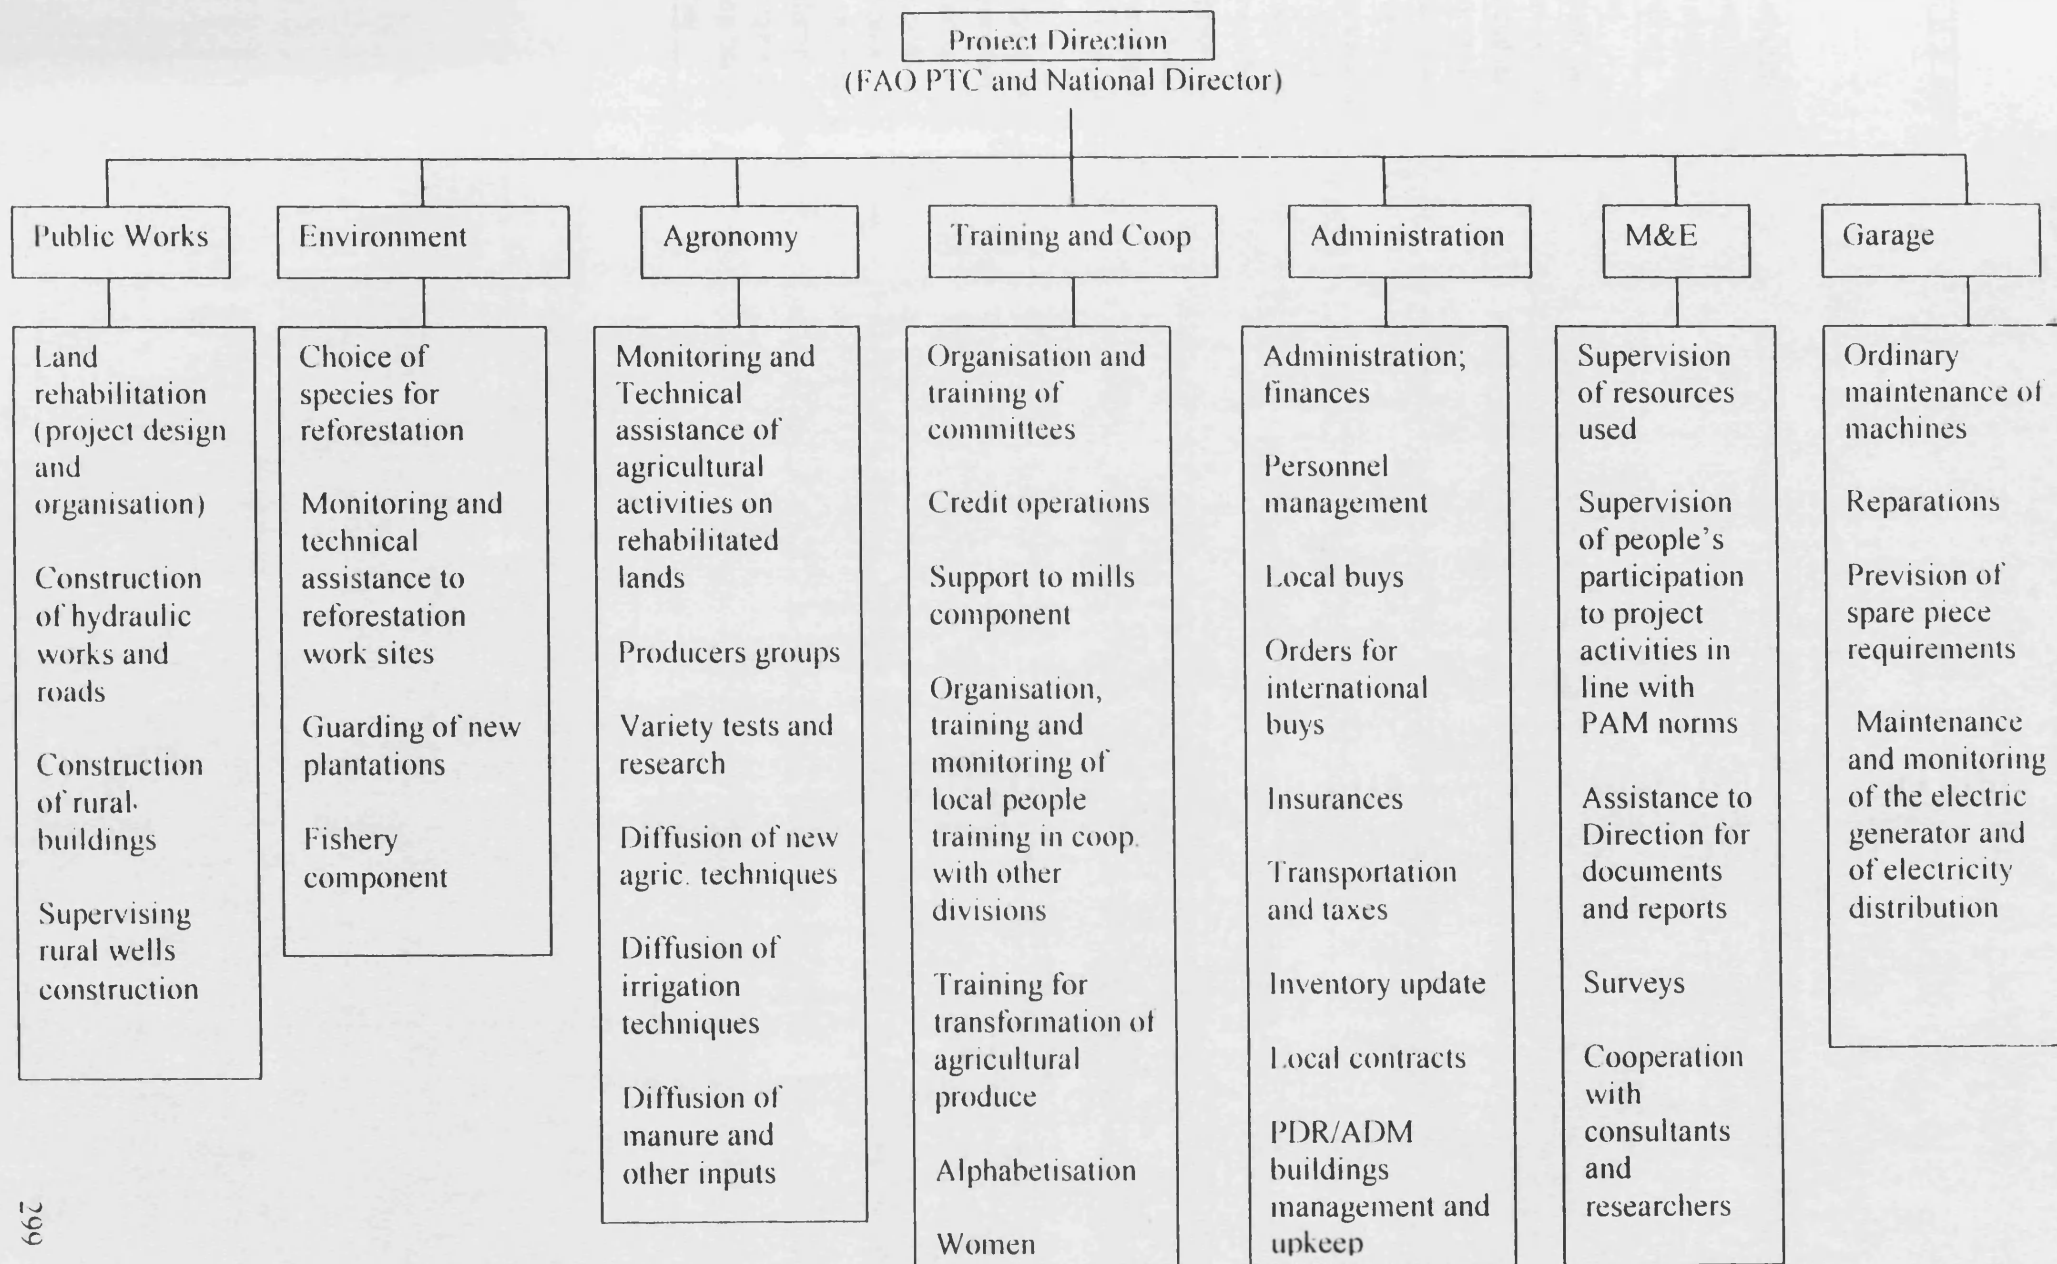 Project Direction
(FAO PTC and National Director)
Public Works
Environment
Agronomy
Training and Coop
Administration
M&E
Garage
Land
rehabilitation
(project design
and
organisation)
Construction
of hydraulic
works and
roads
Construction
of rural
buildings
Supervising
rural wells
construction
Choice of
species for
reforestation
Monitoring and
technical
assistance to
reforestation
work sites
Guarding of new
plantations
Fishery
component
Monitoring and
Technical
assistance of
agricultural
activities on
rehabilitated
lands
Producers groups
Variety tests and
research
Diffusion of new
agric. techniques
Diffusion of
irrigation
techniques
Diffusion of
manure and
other inputs
Organisation and
training of
committees
Credit operations
Support to mills
component
Organisation,
training and
monitoring of
local people
training in coop.
with other
divisions
Training for
transformation of
agricultural
produce
Alphabetisation
Women
Administration;
finances
Personnel
management
Local buys
Orders for
international
buys
Insurances
Transportation
and taxes
Inventory update
Local contracts
PDR/ADM
buildings
management and
upkeep
Supervision
of resources
used
Supervision
of people's
participation
to project
activities in
line with
PAM norms
Assistance to
Direction for
documents
and reports
Surveys
Cooperation
with
consultants
and
researchers
Ordinary
maintenance of
machines
Reparations
Prevision of
spare piece
requirements
Maintenance
and monitoring
of the electric
generator and
of electricity
distribution
299